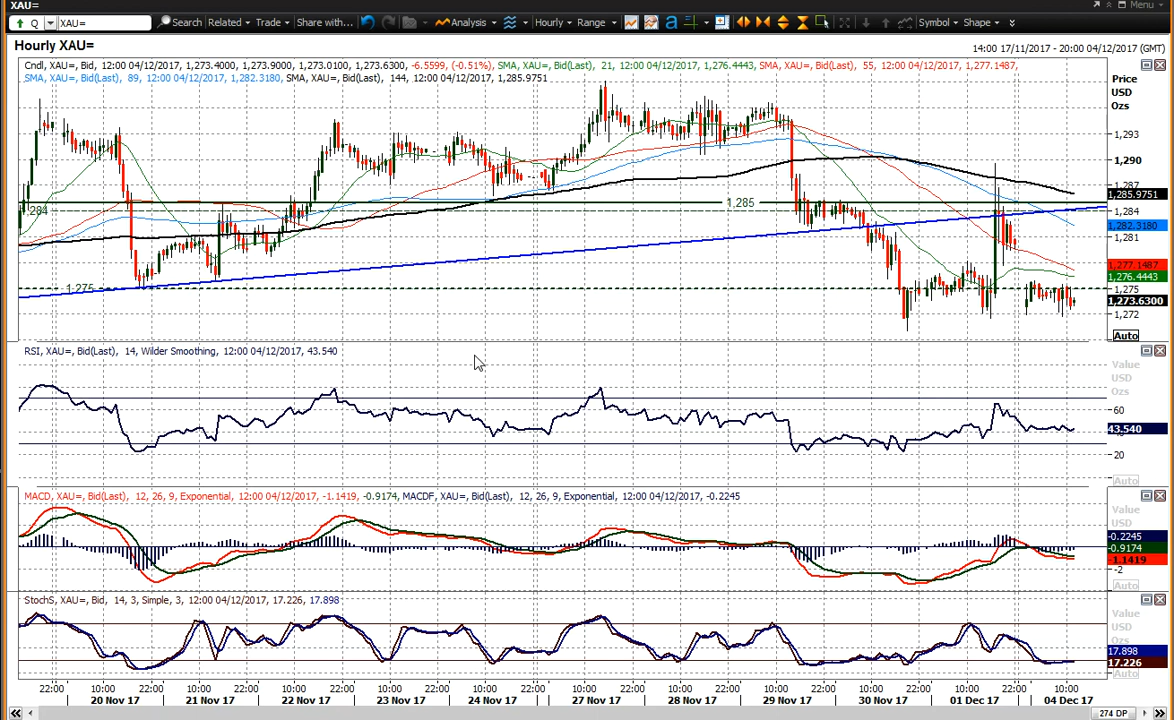 XAU=
Menu
Q XAU= Search Related Trade Share with... Analysis Hourly Range a Symbol Shape
Hourly XAU=
14:00 17/11/2017 - 20:00 04/12/2017 (GMT)
Cndl, XAU=, Bid, 12:00 04/12/2017, 1,273.4000, 1,273.9000, 1,273.0100, 1,273.6300, -6.5599, (-0.51%), SMA, XAU=, Bid(Last), 21, 12:00 04/12/2017, 1,276.4443, SMA, XAU=, Bid(Last), 55, 12:00 04/12/2017, 1,277.1487,
SMA, XAU=, Bid(Last), 89, 12:00 04/12/2017, 1,282.3180, SMA, XAU=, Bid(Last), 144, 12:00 04/12/2017, 1,285.9751
Price
USD
Ozs
1,293
1,290
1,287
1,285.9751
1,285
1,284
1,284
1,282.3180
1,281
1,277.1487
1,276.4443
1,275
1,275
1,273.6300
1,272
Auto
RSI, XAU=, Bid(Last), 14, Wilder Smoothing, 12:00 04/12/2017, 43.540
Value
USD
Ozs
60
43.540
20
Auto
MACD, XAU=, Bid(Last), 12, 26, 9, Exponential, 12:00 04/12/2017, -1.1419, -0.9174, MACDF, XAU=, Bid(Last), 12, 26, 9, Exponential, 12:00 04/12/2017, -0.2245
Value
USD
-0.2245
-0.9174
-1.1419
-2
Auto
StochS, XAU=, Bid, 14, 3, Simple, 3, 12:00 04/12/2017, 17.226, 17.898
Value
USD
Ozs
17.898
17.226
Auto
22:00 10:00 22:00 10:00 22:00 10:00 22:00 10:00 22:00 10:00 22:00 10:00 22:00 10:00 22:00 10:00 22:00 10:00 22:00 10:00 22:00 10:00
20 Nov 17 21 Nov 17 22 Nov 17 23 Nov 17 24 Nov 17 27 Nov 17 28 Nov 17 29 Nov 17 30 Nov 17 01 Dec 17 04 Dec 17
274 DP